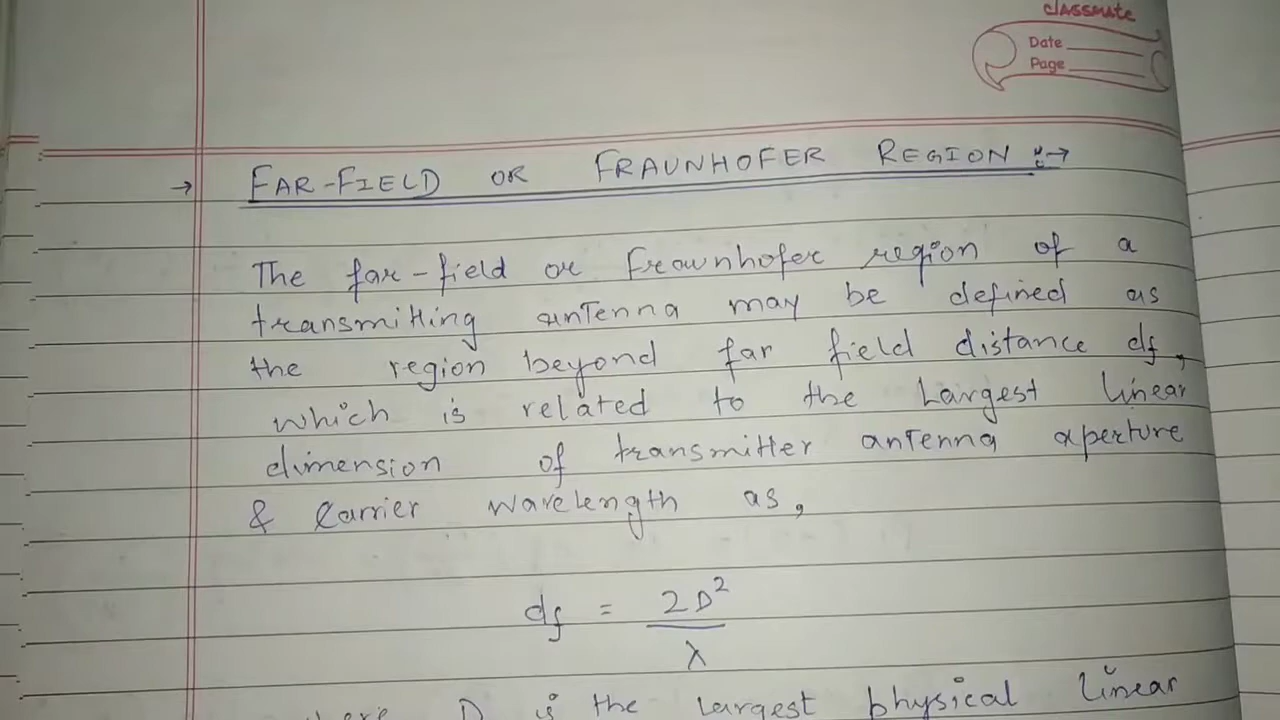 classmate
Date
Page
→ FAR-FIELD OR FRAUNHOFER REGION :→
The far-field or Fraunhofer region of a
transmitting antenna may be defined as
the region beyond far field distance df,
which is related to the Largest linear
dimension of transmitter antenna aperture
& Carrier wavelength as,
df = 2D²
λ
here D is the largest physical linear